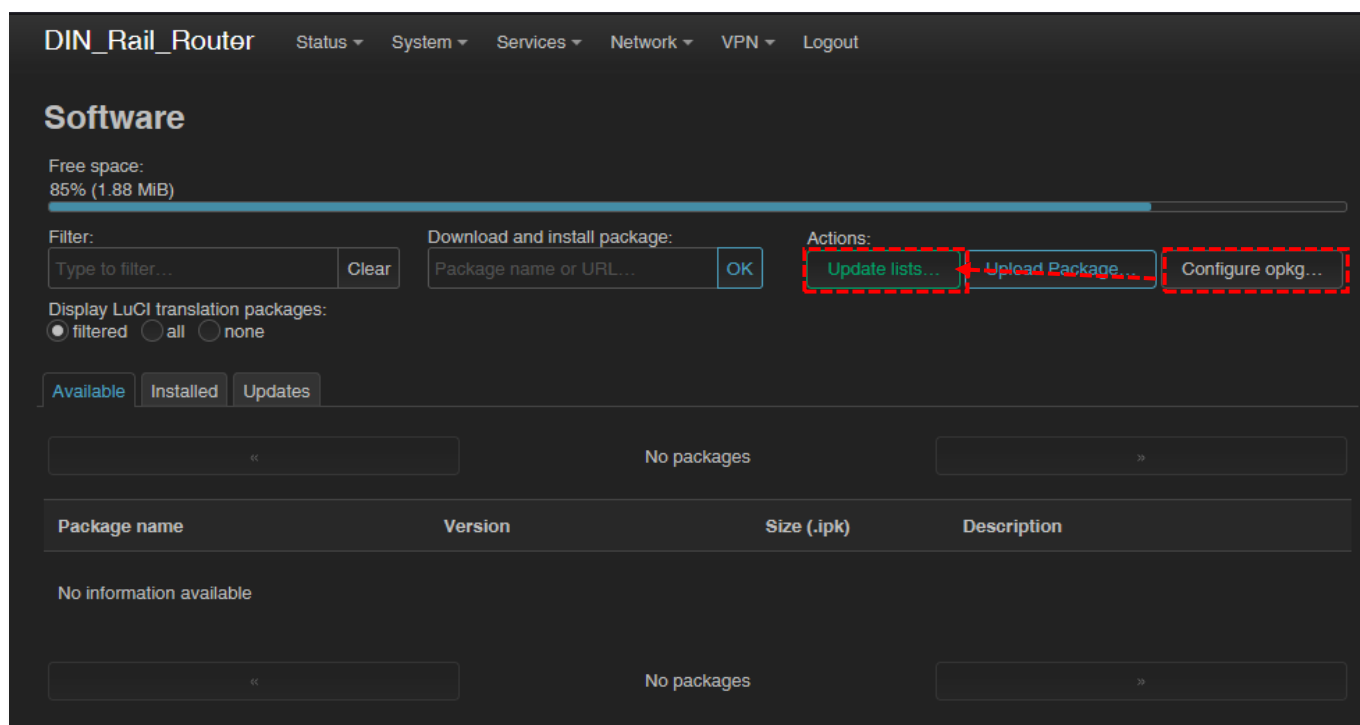 DIN_Rail_Router Status System Services Network VPN Logout
Software
Free space:
85% (1.88 MiB)
Filter: Download and install package: Actions:
Type to filter... Clear Package name or URL... OK Update lists... Upload Package... Configure opkg...
Display LuCI translation packages:
filtered all none
Available Installed Updates
« No packages »
Package name Version Size (.ipk) Description
No information available
« No packages »